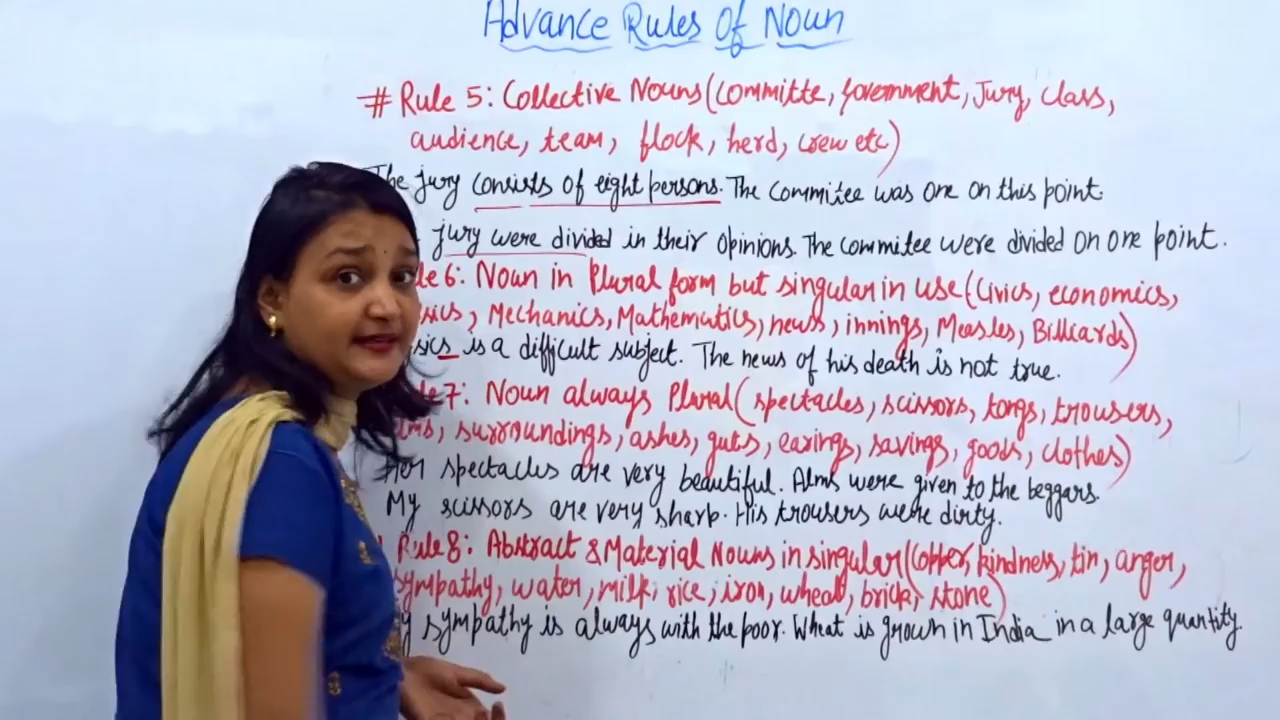 Advance Rules Of Noun
# Rule 5: Collective Nouns (Committe, Government, Jury, Class,
audience, team, flock, herd, crew etc)
The jury consists of eight persons. The Commitee was one on this point.
jury were divided in their opinions. The commitee were divided on one point.
le 6: Noun in Plural form but singular in use (Civics, economics,
sics, Mechanics, Mathematics, news, innings, Measles, Billiards)
sics is a difficult subject. The news of his death is not true.
le 7: Noun always Plural (spectacles, scissors, tongs, trousers,
lms, surroundings, ashes, guts, earings, savings, goods, clothes)
Her spectacles are very beautiful. Alms were given to the beggars.
My scissors are very sharp. His trousers were dirty.
# Rule 8: Abstract & Material Nouns in singular (Copper, kindness, tin, anger,
sympathy, water, milk, rice, iron, wheat, brick, stone)
y sympathy is always with the poor. Wheat is grown in India in a large quantity.